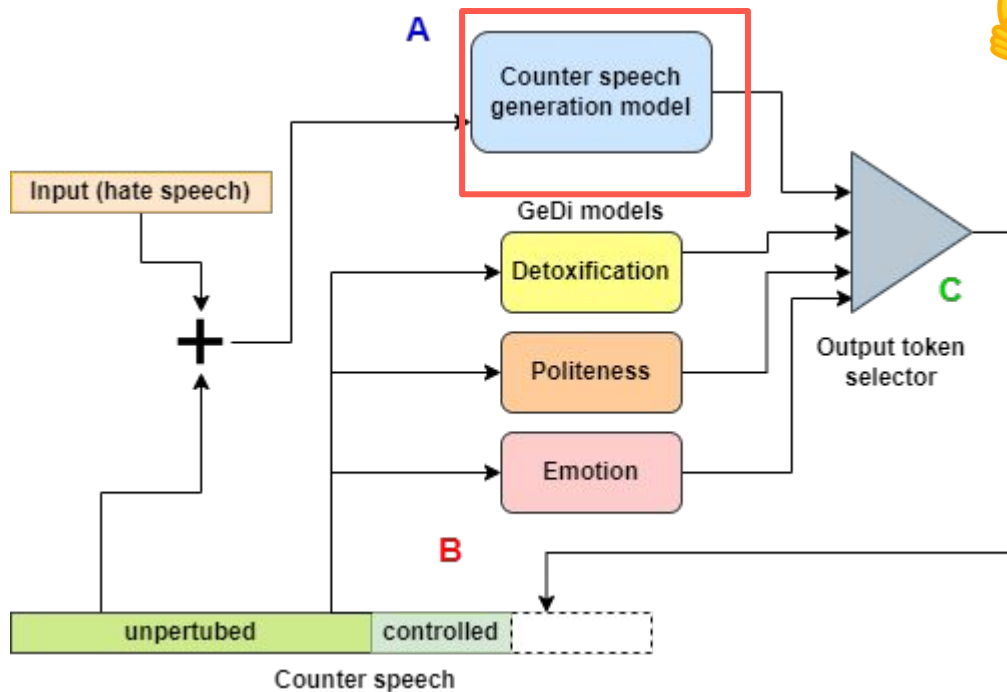 A
Counter speech
generation model
Input (hate speech)
GeDi models
Detoxification
C
Politeness
Output token
selector
Emotion
B
unpertubed
controlled
Counter speech